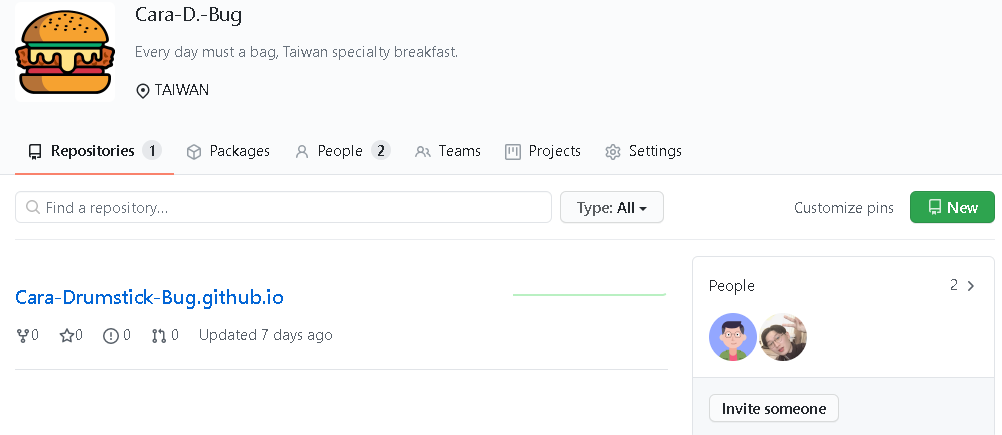 Cara-D.-Bug
Every day must a bag, Taiwan specialty breakfast.
TAIWAN
Repositories 1 Packages People 2 Teams Projects Settings
Find a repository... Type: All Customize pins New
People 2
Cara-Drumstick-Bug.github.io
0 0 0 0 Updated 7 days ago
Invite someone